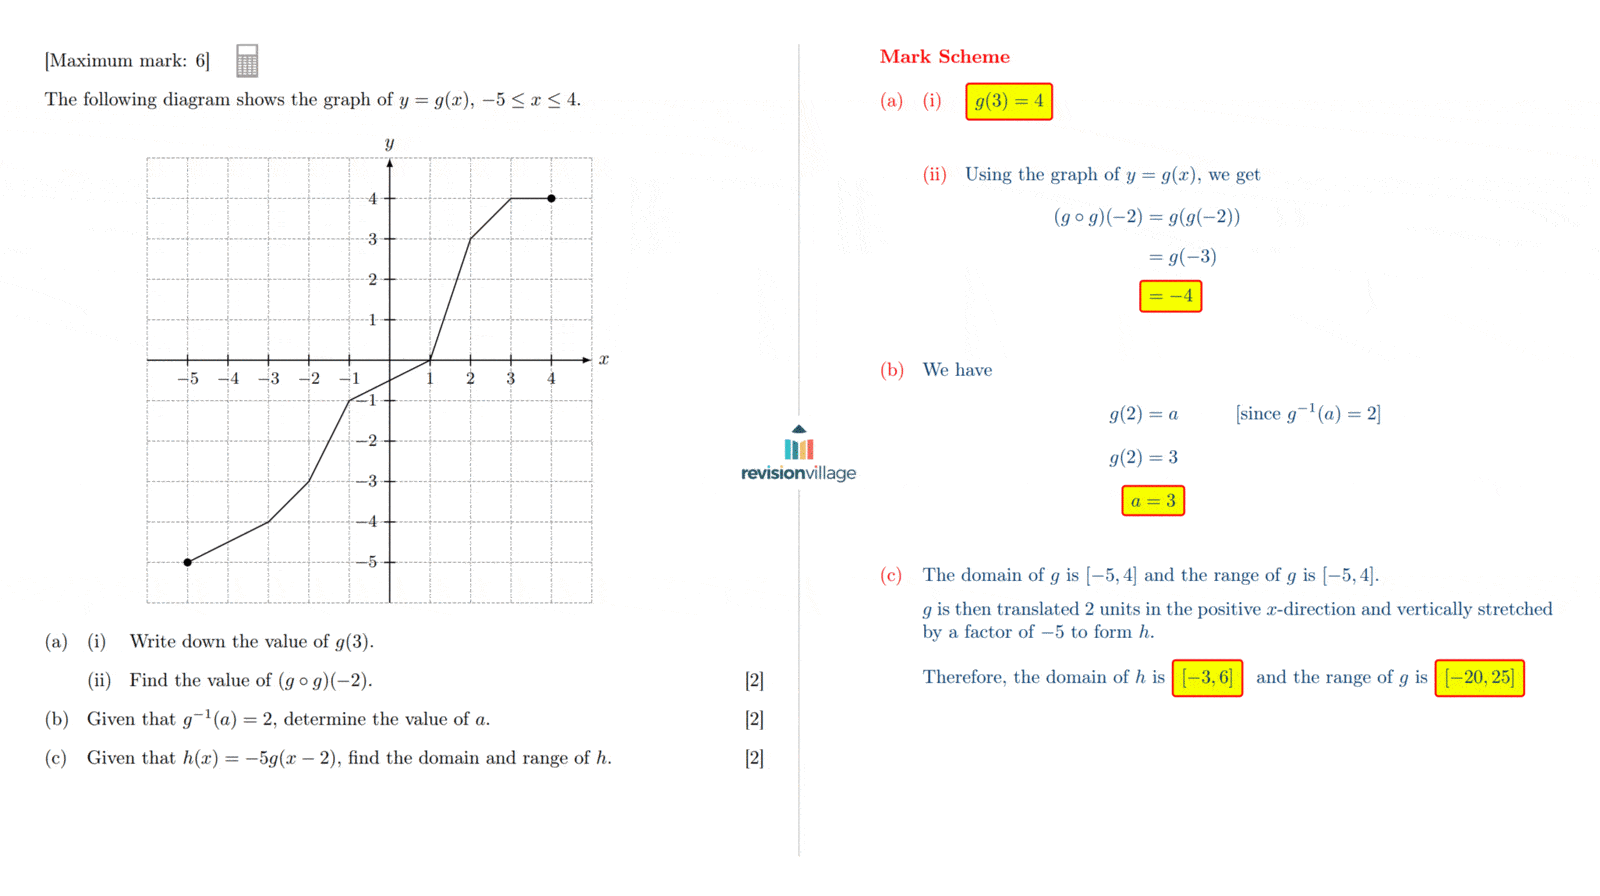 [Maximum mark: 6]
The following diagram shows the graph of y = g(x), −5 ≤ x ≤ 4.
y
4
3
2
1
x
−5 −4 −3 −2 −1 1 2 3 4
−1
−2
−3
−4
−5
(a) (i) Write down the value of g(3).
(ii) Find the value of (g ∘ g)(−2). [2]
(b) Given that g⁻¹(a) = 2, determine the value of a. [2]
(c) Given that h(x) = −5g(x − 2), find the domain and range of h. [2]
revisionvillage
Mark Scheme
(a) (i) g(3) = 4
(ii) Using the graph of y = g(x), we get
(g ∘ g)(−2) = g(g(−2))
= g(−3)
= −4
(b) We have
g(2) = a [since g⁻¹(a) = 2]
g(2) = 3
a = 3
(c) The domain of g is [−5, 4] and the range of g is [−5, 4].
g is then translated 2 units in the positive x-direction and vertically stretched
by a factor of −5 to form h.
Therefore, the domain of h is [−3, 6] and the range of g is [−20, 25]